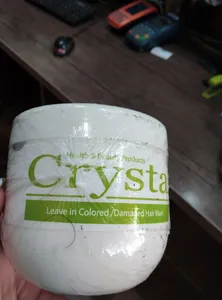 Health & Beauty Products
Crysta
Leave in Colored /Damaged Hair Mask